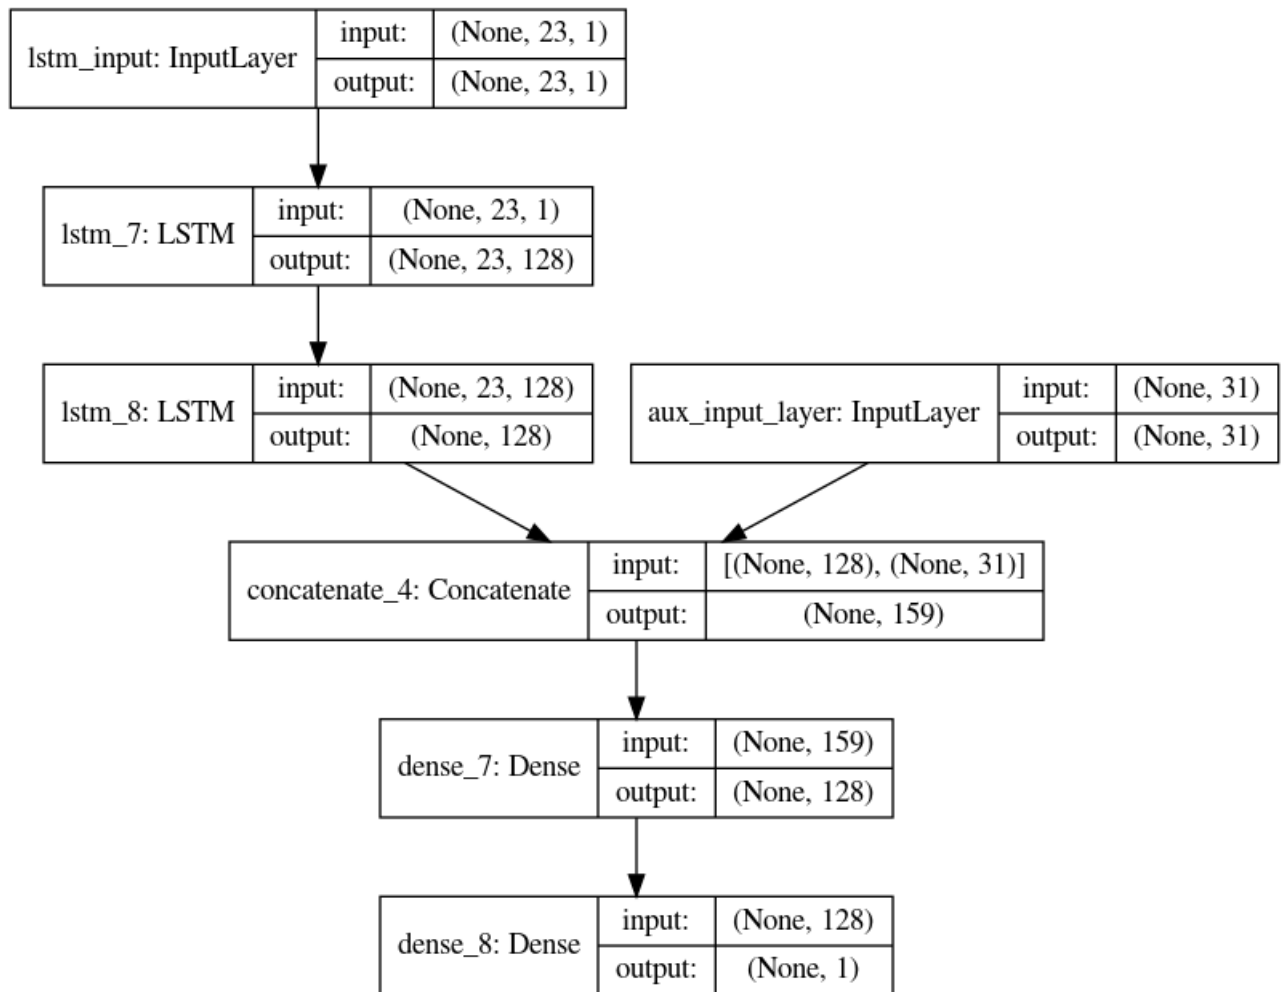 lstm_input: InputLayer
input:
(None, 23, 1)
output:
(None, 23, 1)
lstm_7: LSTM
input:
(None, 23, 1)
output:
(None, 23, 128)
lstm_8: LSTM
input:
(None, 23, 128)
output:
(None, 128)
aux_input_layer: InputLayer
input:
(None, 31)
output:
(None, 31)
concatenate_4: Concatenate
input:
[(None, 128), (None, 31)]
output:
(None, 159)
dense_7: Dense
input:
(None, 159)
output:
(None, 128)
dense_8: Dense
input:
(None, 128)
output:
(None, 1)